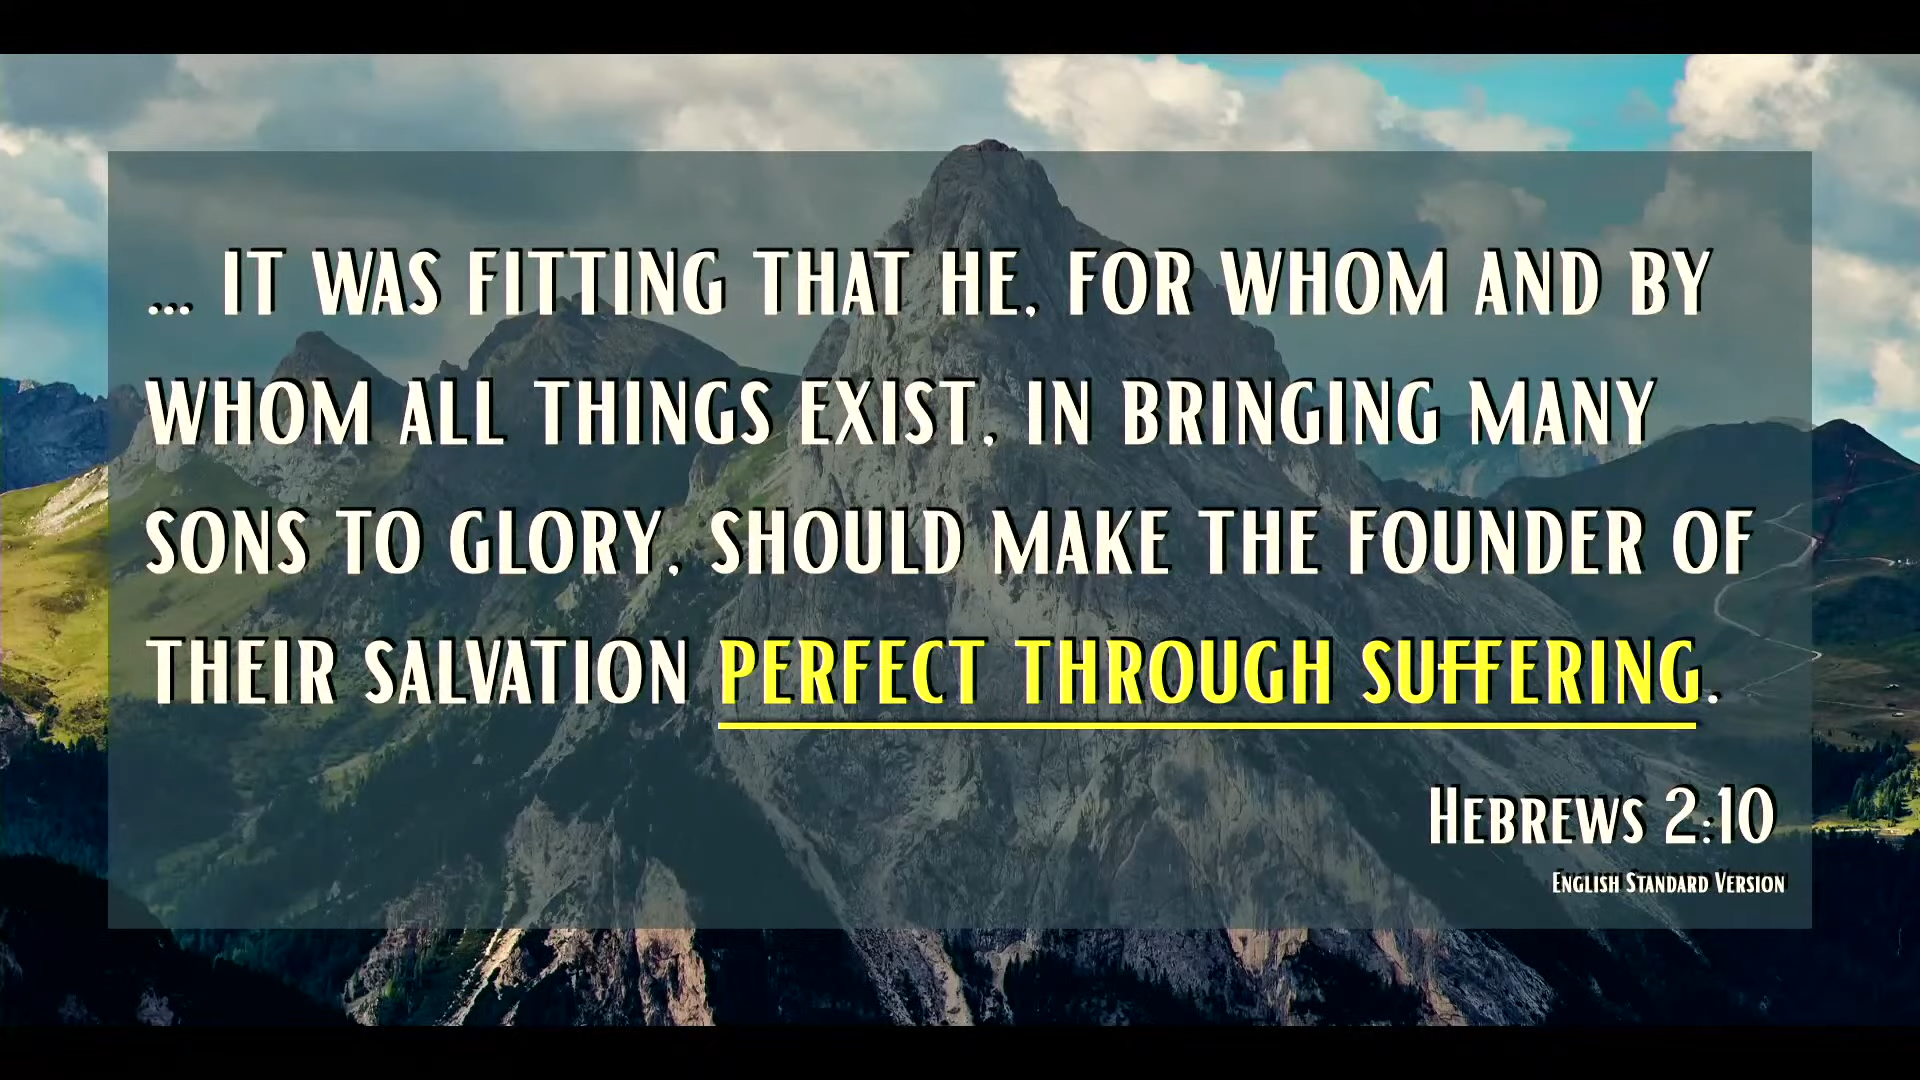 ... IT WAS FITTING THAT HE, FOR WHOM AND BY
WHOM ALL THINGS EXIST, IN BRINGING MANY
SONS TO GLORY, SHOULD MAKE THE FOUNDER OF
THEIR SALVATION PERFECT THROUGH SUFFERING.
HEBREWS 2:10
ENGLISH STANDARD VERSION